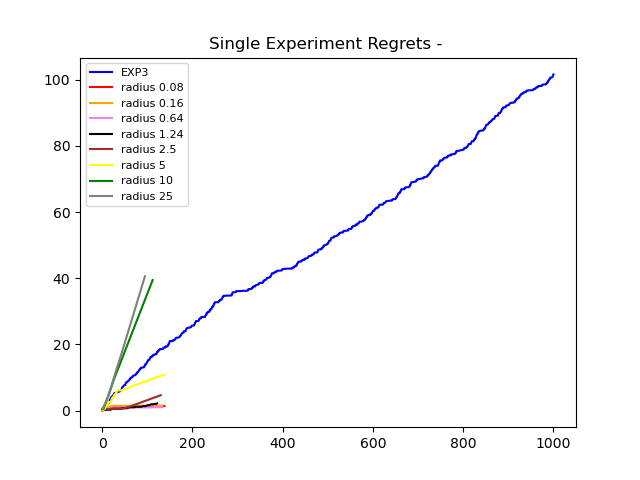 Single Experiment Regrets -
EXP3
radius 0.08
radius 0.16
radius 0.64
radius 1.24
radius 2.5
radius 5
radius 10
radius 25
100
80
60
40
20
0
0 200 400 600 800 1000